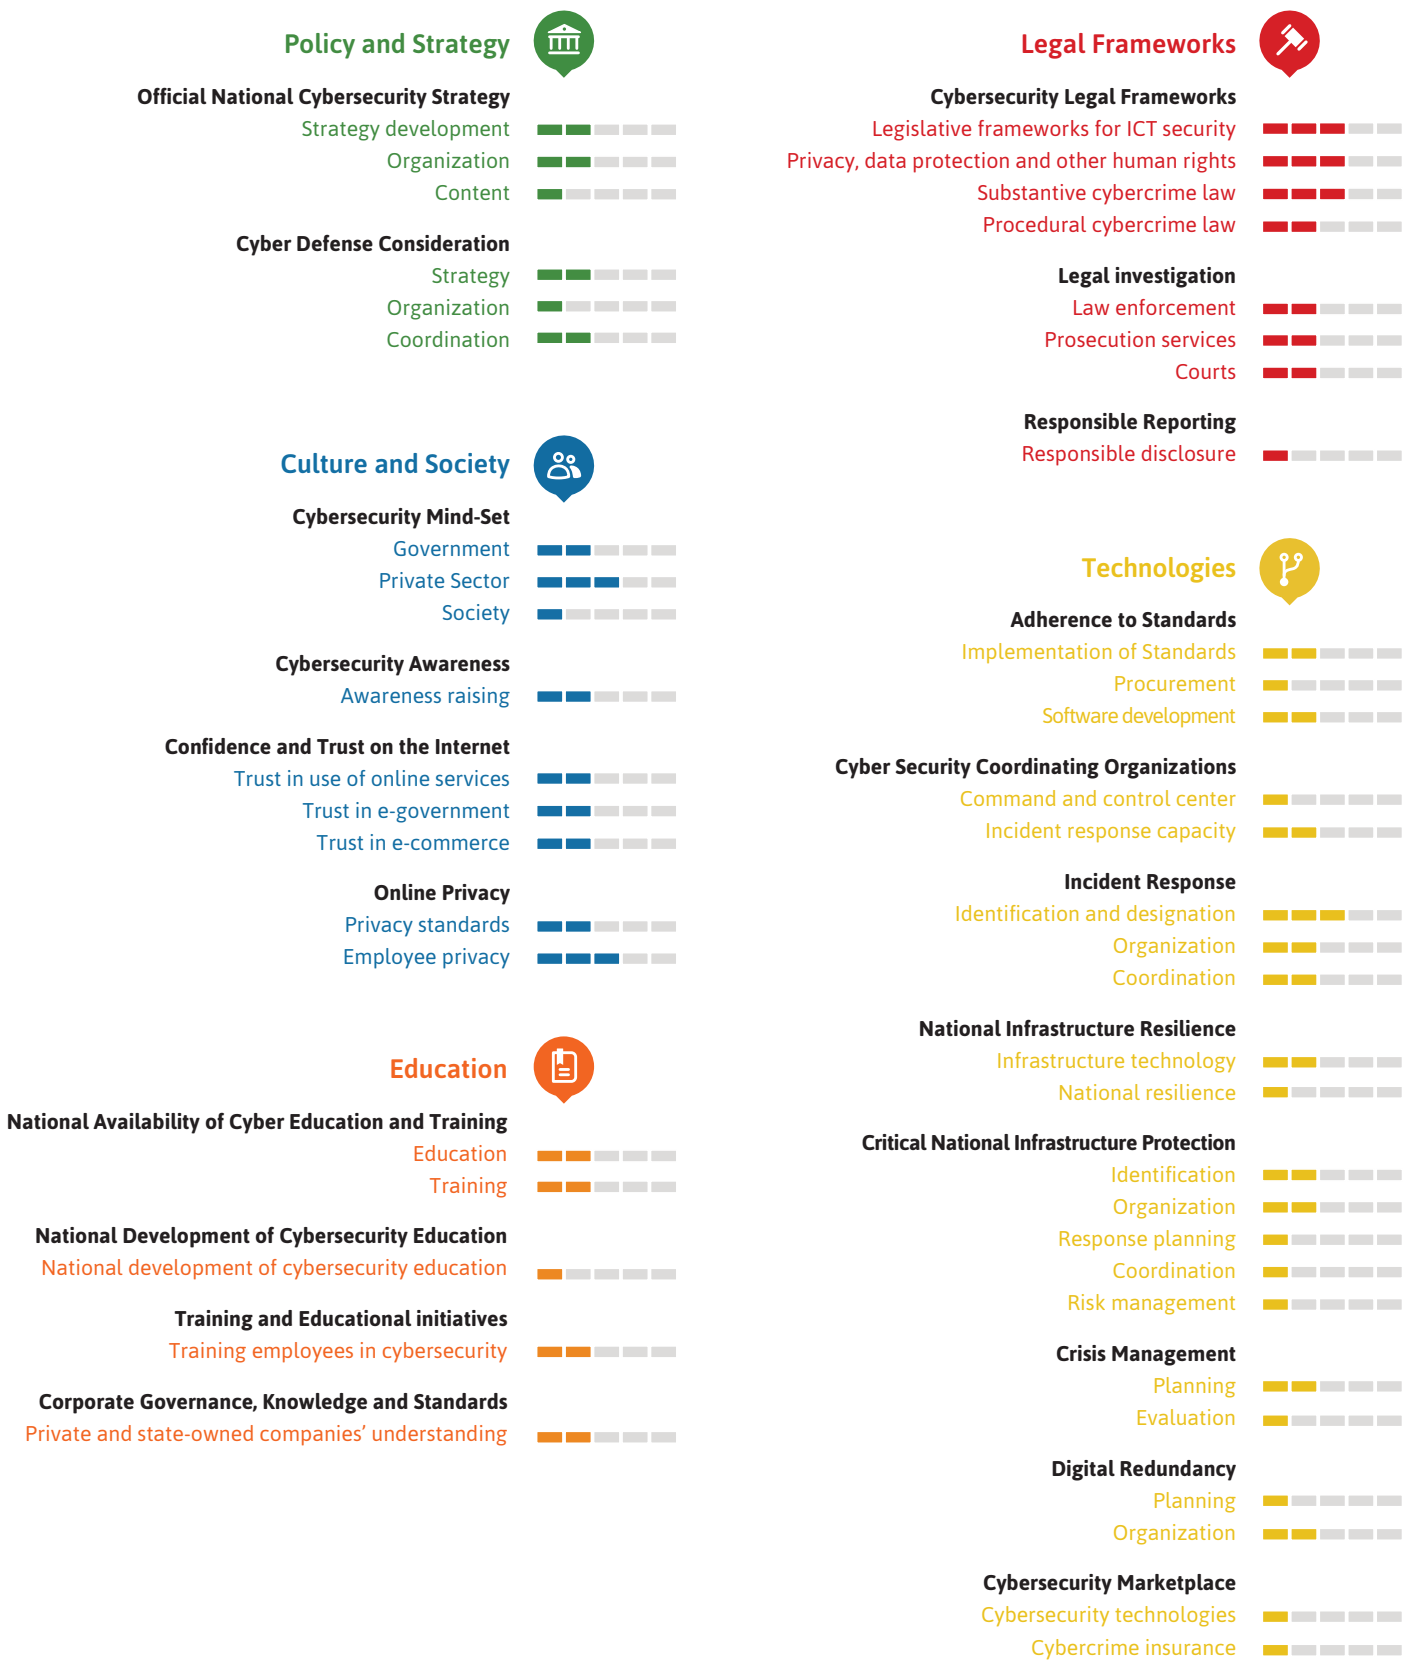 Policy and Strategy
Official National Cybersecurity Strategy
Strategy development
Organization
Content
Cyber Defense Consideration
Strategy
Organization
Coordination
Culture and Society
Cybersecurity Mind-Set
Government
Private Sector
Society
Cybersecurity Awareness
Awareness raising
Confidence and Trust on the Internet
Trust in use of online services
Trust in e-government
Trust in e-commerce
Online Privacy
Privacy standards
Employee privacy
Education
National Availability of Cyber Education and Training
Education
Training
National Development of Cybersecurity Education
National development of cybersecurity education
Training and Educational initiatives
Training employees in cybersecurity
Corporate Governance, Knowledge and Standards
Private and state-owned companies’ understanding
Legal Frameworks
Cybersecurity Legal Frameworks
Legislative frameworks for ICT security
Privacy, data protection and other human rights
Substantive cybercrime law
Procedural cybercrime law
Legal investigation
Law enforcement
Prosecution services
Courts
Responsible Reporting
Responsible disclosure
Technologies
Adherence to Standards
Implementation of Standards
Procurement
Software development
Cyber Security Coordinating Organizations
Command and control center
Incident response capacity
Incident Response
Identification and designation
Organization
Coordination
National Infrastructure Resilience
Infrastructure technology
National resilience
Critical National Infrastructure Protection
Identification
Organization
Response planning
Coordination
Risk management
Crisis Management
Planning
Evaluation
Digital Redundancy
Planning
Organization
Cybersecurity Marketplace
Cybersecurity technologies
Cybercrime insurance